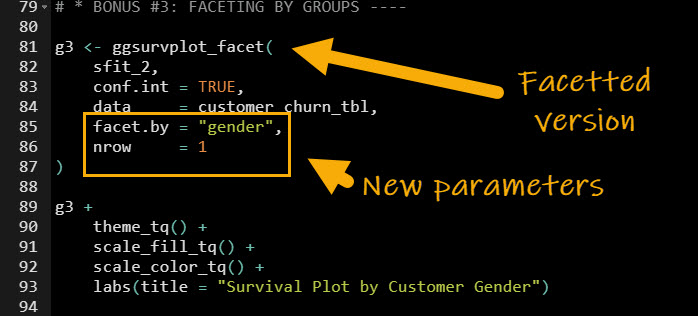 79 # * BONUS #3: FACETING BY GROUPS ----
80
81 g3 <- ggsurvplot_facet(
82     sfit_2,
83     conf.int = TRUE,
84     data     = customer_churn_tbl,
85     facet.by = "gender",
86     nrow     = 1
87 )
88
89 g3 +
90     theme_tq() +
91     scale_fill_tq() +
92     scale_color_tq() +
93     labs(title = "Survival Plot by Customer Gender")
94
Facetted
version
New parameters